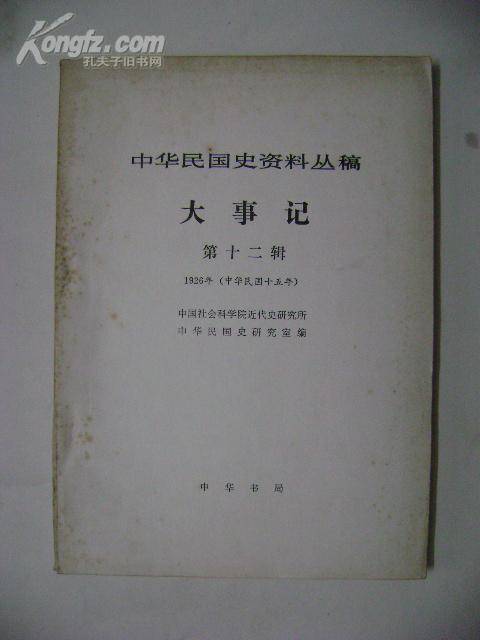 Kongfz.com
孔夫子旧书网
中华民国史资料丛稿
大事记
第十二辑
1926年（中华民国十五年）
中国社会科学院近代史研究所
中华民国史研究室编
中华书局